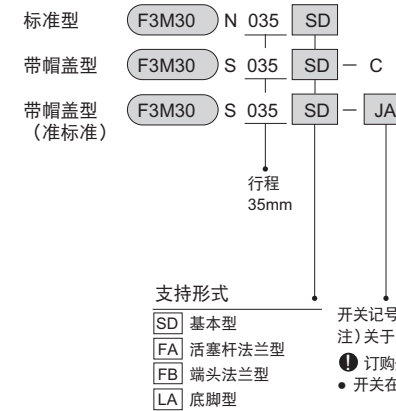 标准型 F3M30 N 035 SD
带帽盖型 F3M30 S 035 SD － C
带帽盖型 F3M30 S 035 SD － JA
（准标准）
行程
35mm
支持形式
SD 基本型
FA 活塞杆法兰型
FB 端头法兰型
LA 底脚型
开关记号
注）关于
订购
● 开关在